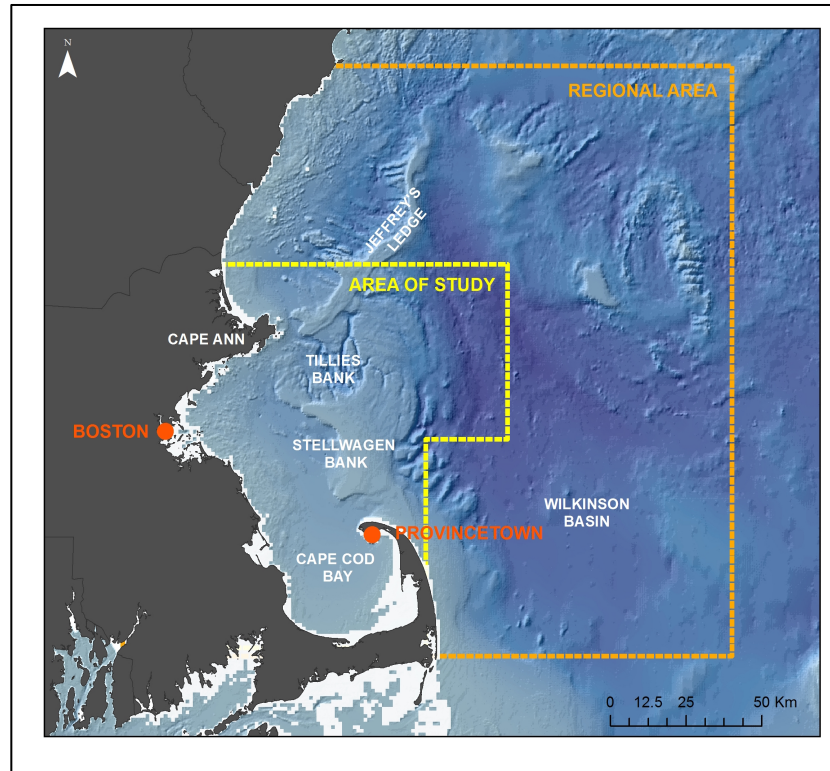 N
REGIONAL AREA
JEFFREY'S
LEDGE
AREA OF STUDY
CAPE ANN
TILLIES
BANK
BOSTON
STELLWAGEN
BANK
WILKINSON
BASIN
PROVINCETOWN
CAPE COD
BAY
0 12.5 25 50 Km